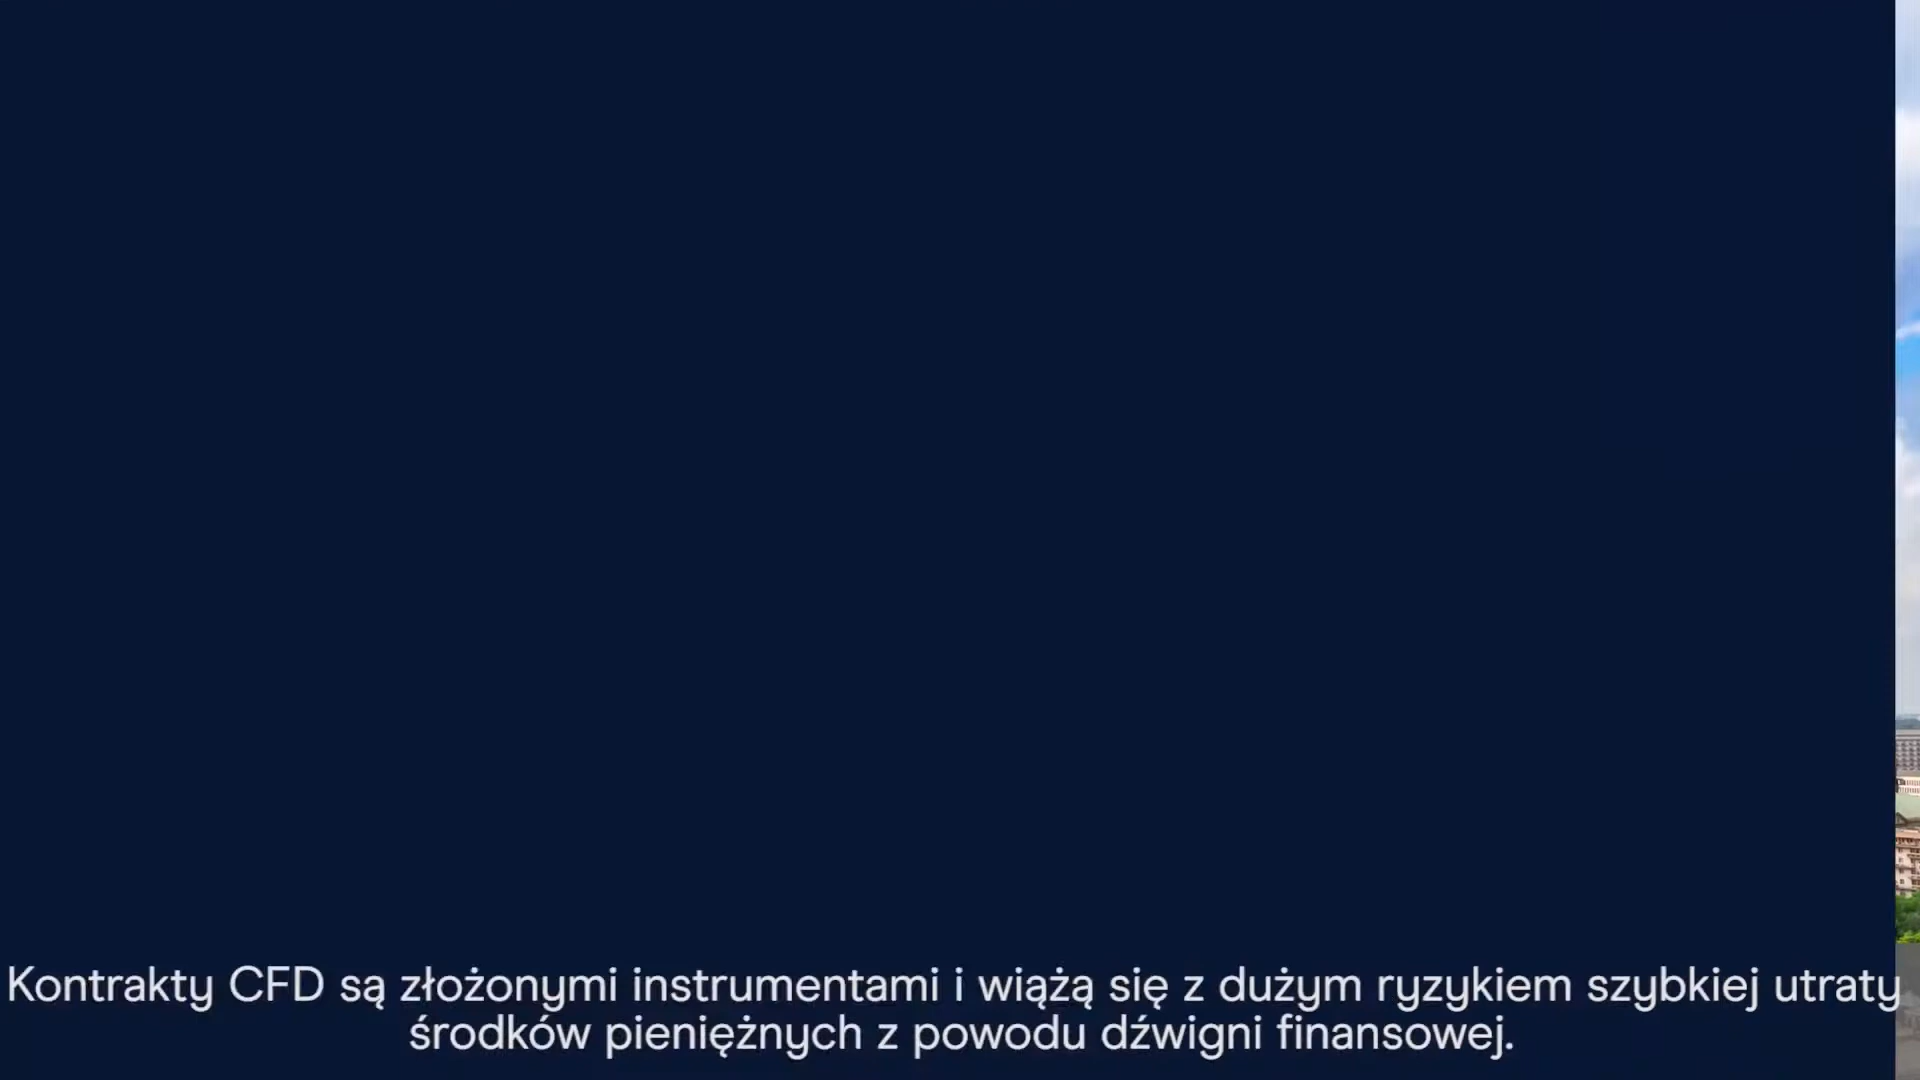 Kontrakty CFD są złożonymi instrumentami i wiążą się z dużym ryzykiem szybkiej utraty
środków pieniężnych z powodu dźwigni finansowej.